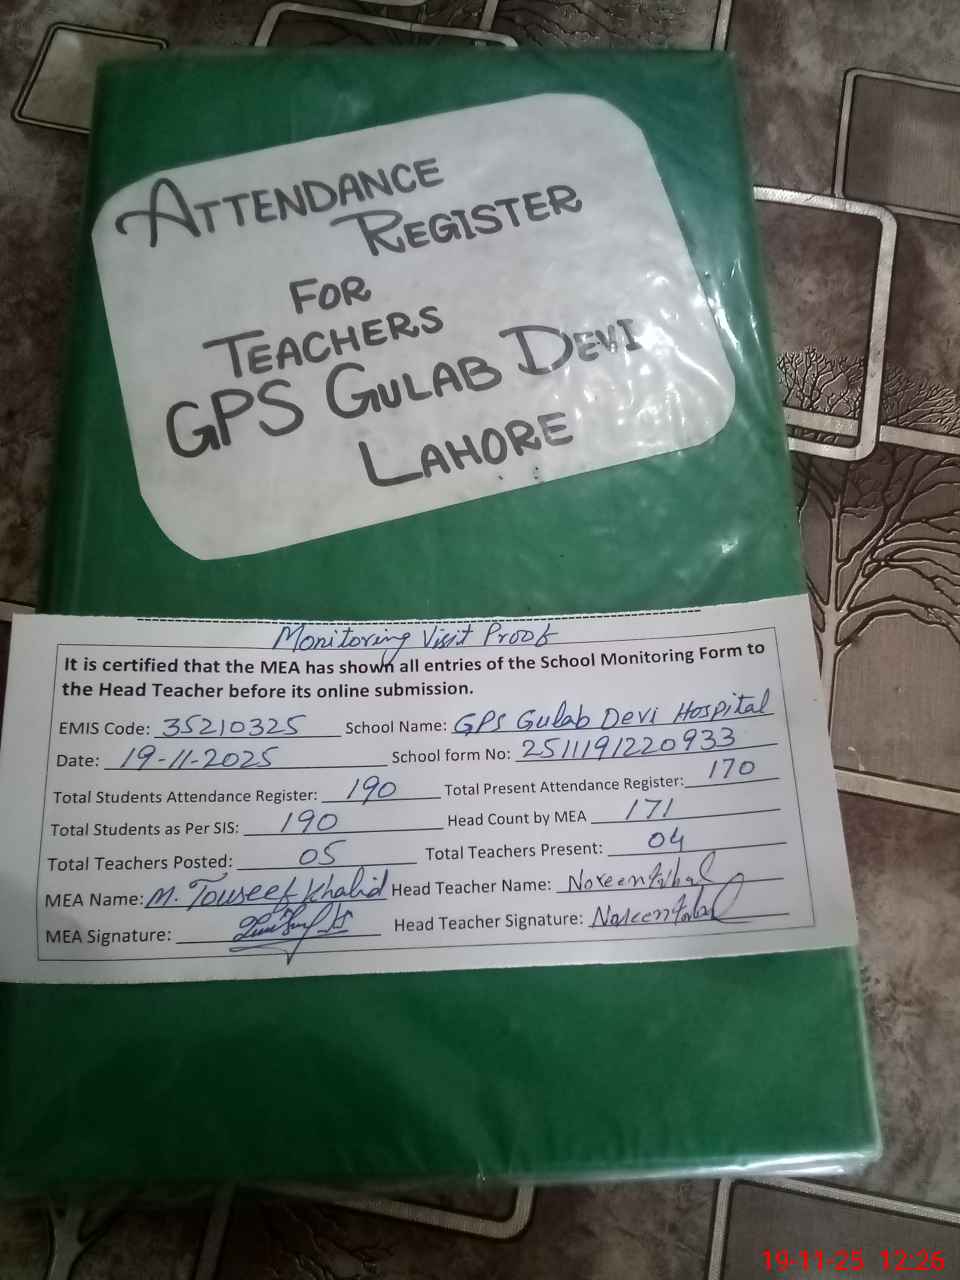 ATTENDANCE
REGISTER
FOR
TEACHERS
GPS GULAB DEVI
LAHORE
Monitoring Visit Proof
It is certified that the MEA has shown all entries of the School Monitoring Form to
the Head Teacher before its online submission.
EMIS Code: 35210325 School Name: GPS Gulab Devi Hospital
Date: 19-11-2025 School form No: 2511191220933
Total Students Attendance Register: 190 Total Present Attendance Register: 170
Total Students as Per SIS: 190 Head Count by MEA 171
Total Teachers Posted: 05 Total Teachers Present: 04
MEA Name: M. Touseef Khalid Head Teacher Name: Noreen Iqbal
MEA Signature: Head Teacher Signature: Noreen Iqbal
19-11-25 12:26